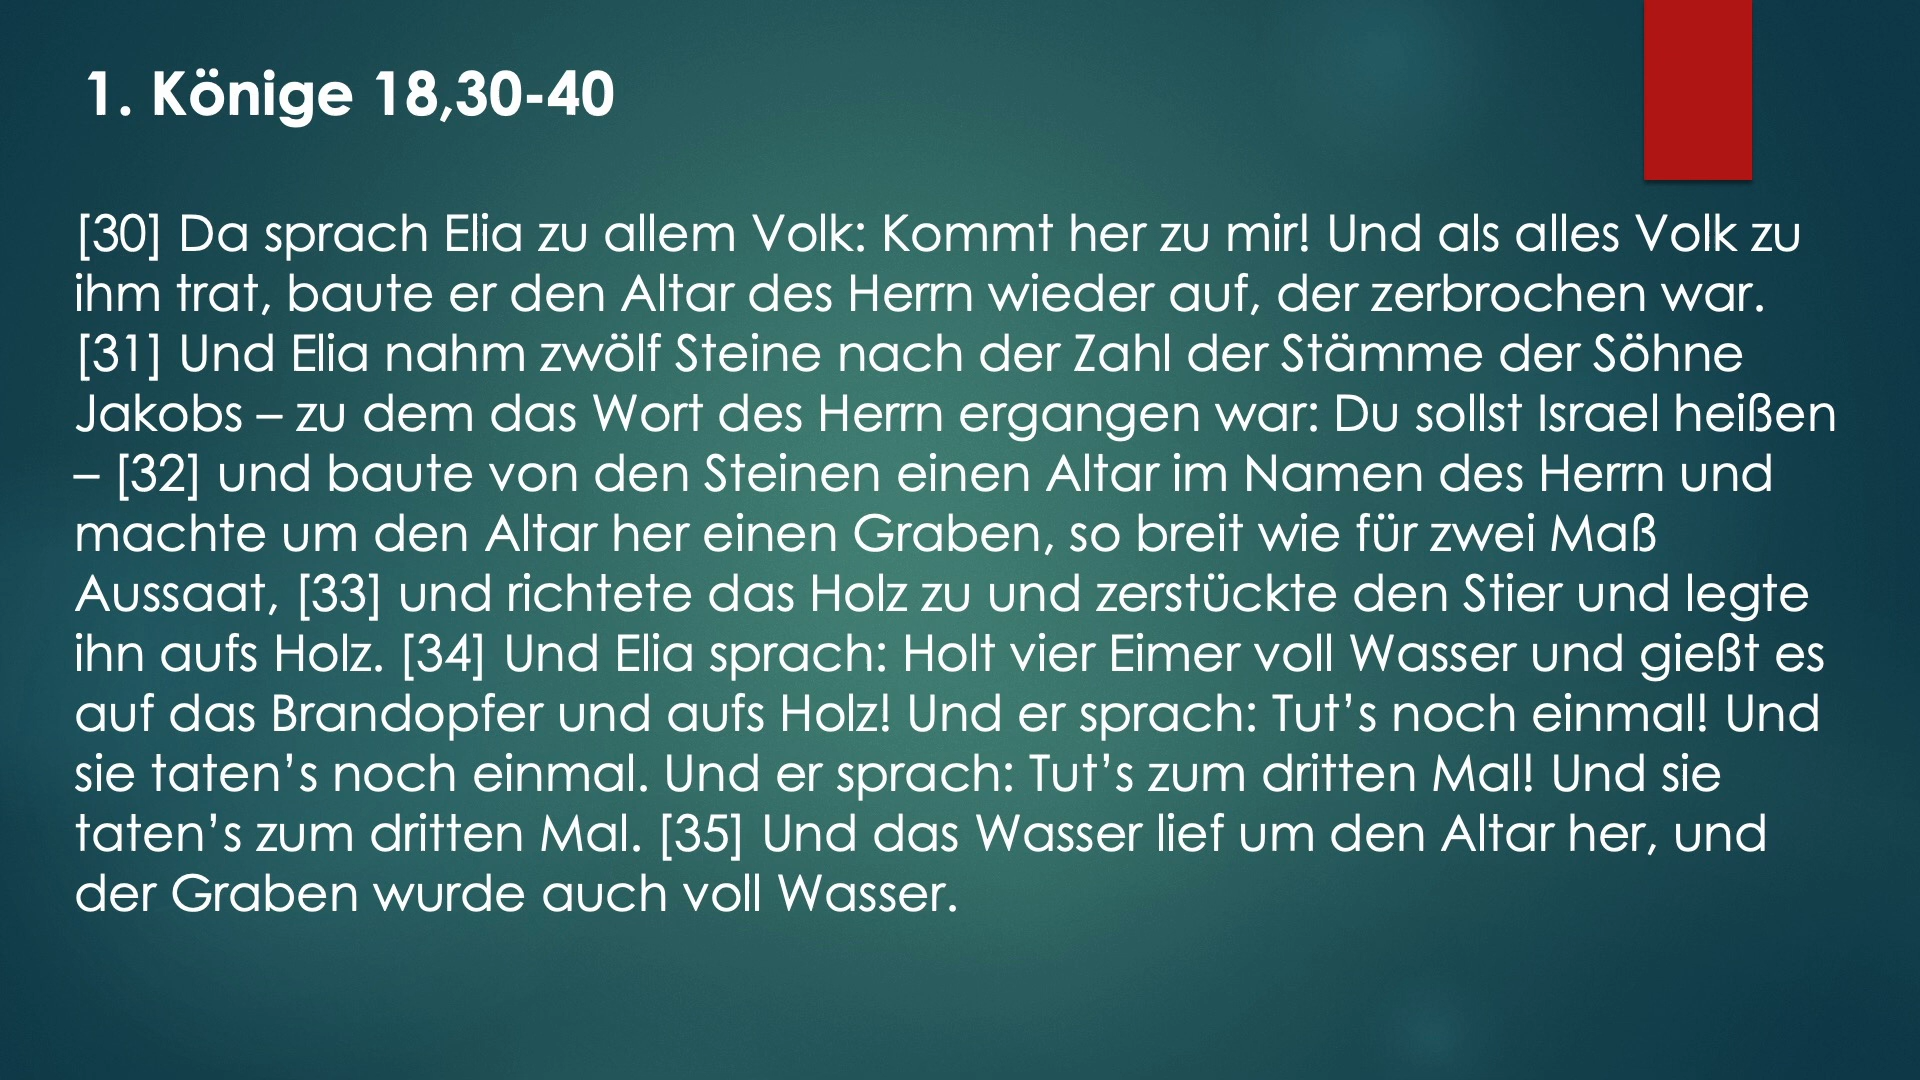 1. Könige 18,30-40
[30] Da sprach Elia zu allem Volk: Kommt her zu mir! Und als alles Volk zu
ihm trat, baute er den Altar des Herrn wieder auf, der zerbrochen war.
[31] Und Elia nahm zwölf Steine nach der Zahl der Stämme der Söhne
Jakobs – zu dem das Wort des Herrn ergangen war: Du sollst Israel heißen
– [32] und baute von den Steinen einen Altar im Namen des Herrn und
machte um den Altar her einen Graben, so breit wie für zwei Maß
Aussaat, [33] und richtete das Holz zu und zerstückte den Stier und legte
ihn aufs Holz. [34] Und Elia sprach: Holt vier Eimer voll Wasser und gießt es
auf das Brandopfer und aufs Holz! Und er sprach: Tut’s noch einmal! Und
sie taten’s noch einmal. Und er sprach: Tut’s zum dritten Mal! Und sie
taten’s zum dritten Mal. [35] Und das Wasser lief um den Altar her, und
der Graben wurde auch voll Wasser.